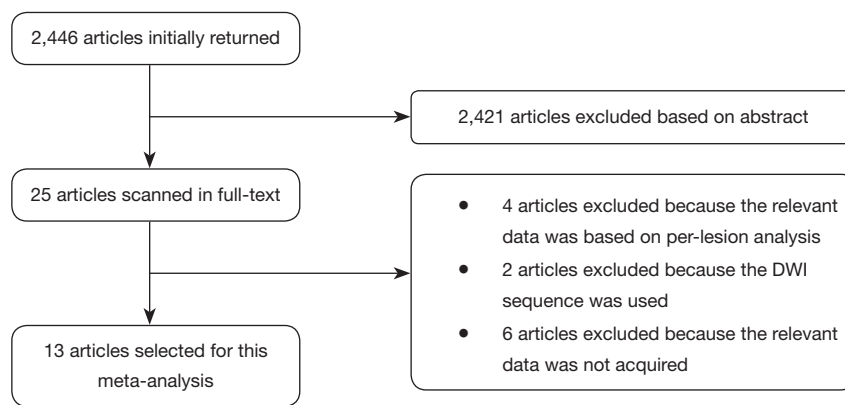 2,446 articles initially returned
2,421 articles excluded based on abstract
25 articles scanned in full-text
• 4 articles excluded because the relevant
data was based on per-lesion analysis
• 2 articles excluded because the DWI
sequence was used
• 6 articles excluded because the relevant
data was not acquired
13 articles selected for this
meta-analysis